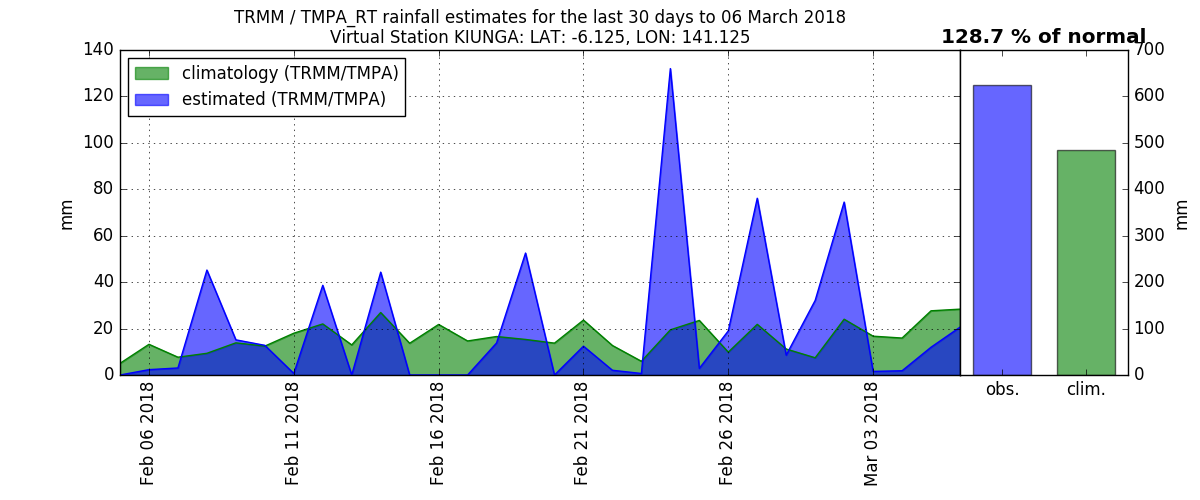 TRMM / TMPA_RT rainfall estimates for the last 30 days to 06 March 2018
Virtual Station KIUNGA: LAT: -6.125, LON: 141.125
128.7 % of normal
climatology (TRMM/TMPA)
estimated (TRMM/TMPA)
mm
140
120
100
80
60
40
20
0
Feb 06 2018
Feb 11 2018
Feb 16 2018
Feb 21 2018
Feb 26 2018
Mar 03 2018
obs.
clim.
700
600
500
400
300
200
100
0
mm